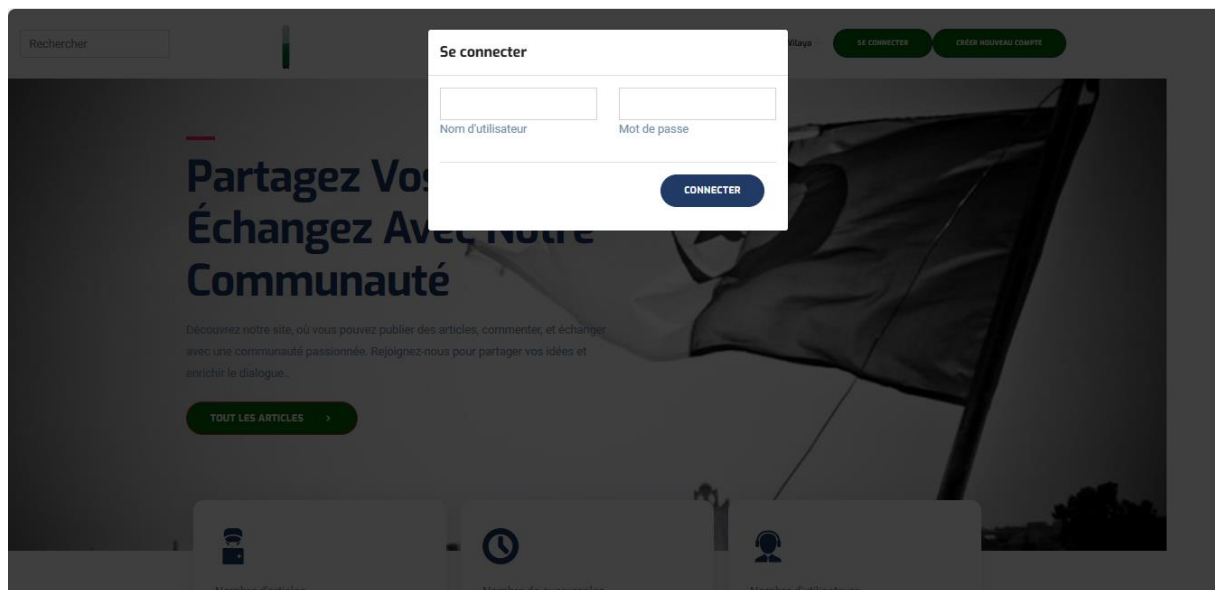 Rechercher
Se connecter
Wilaya
SE CONNECTER
CRÉER NOUVEAU COMPTE
Nom d'utilisateur
Mot de passe
CONNECTER
Partagez Vos
Échangez Avec Notre
Communauté
Découvrez notre site, où vous pouvez publier des articles, commenter, et échanger
avec une communauté passionnée. Rejoignez-nous pour partager vos idées et
enrichir le dialogue..
TOUT LES ARTICLES >
Nombre d'articles